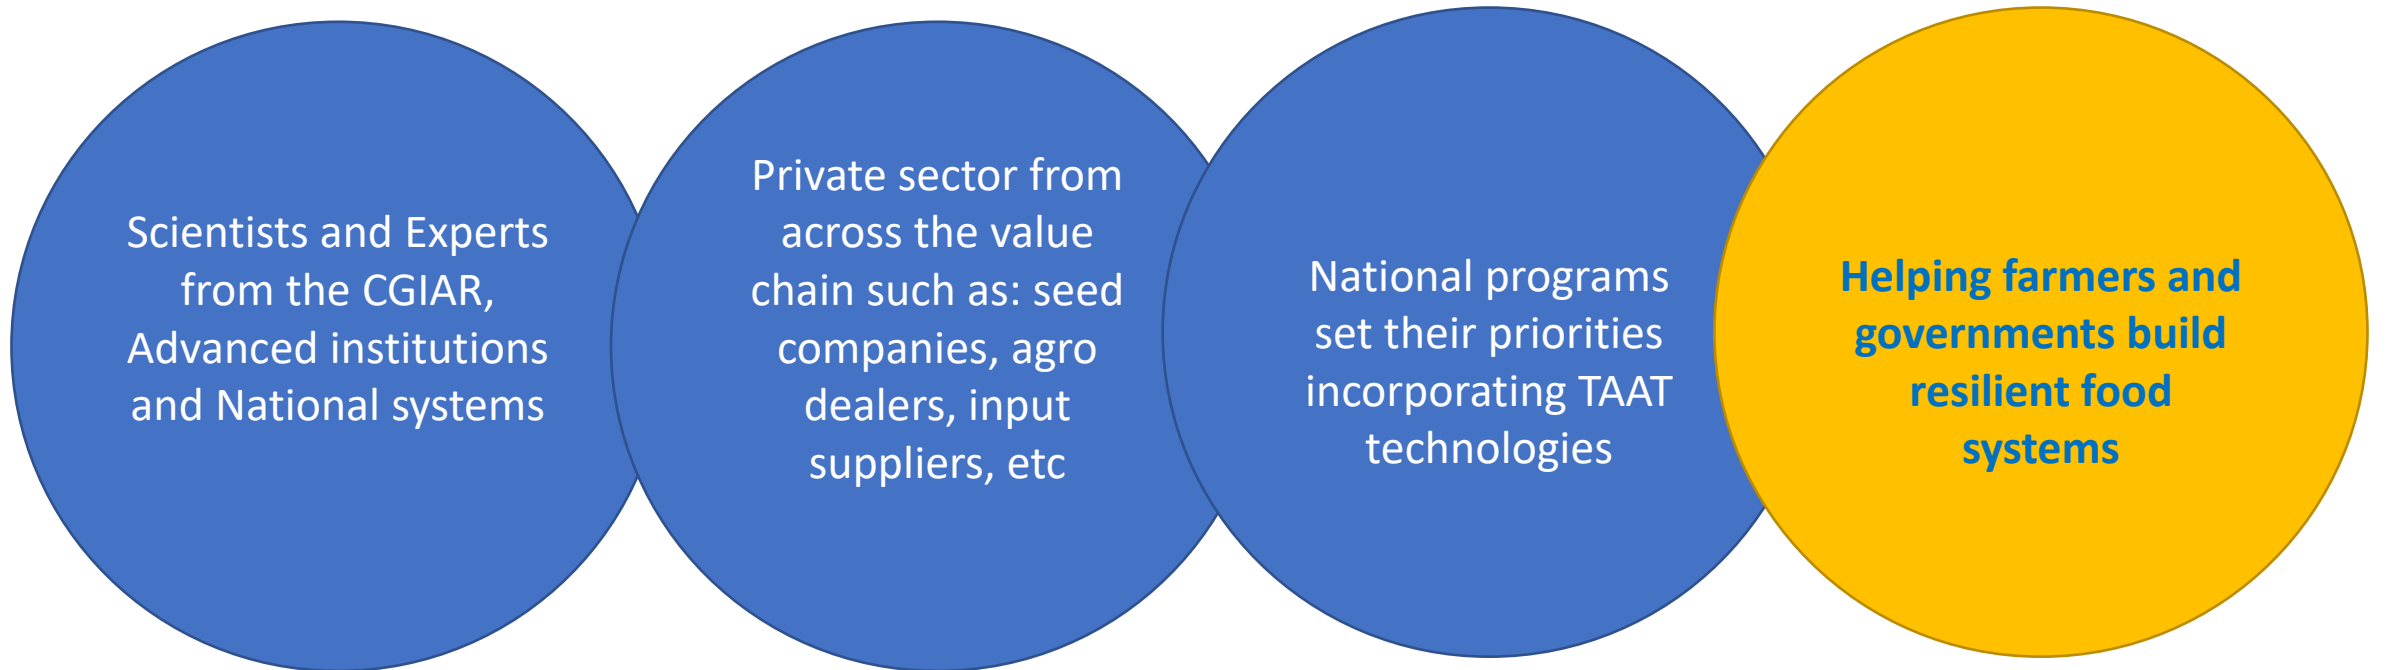 Scientists and Experts
from the CGIAR,
Advanced institutions
and National systems
Private sector from
across the value
chain such as: seed
companies, agro
dealers, input
suppliers, etc
National programs
set their priorities
incorporating TAAT
technologies
Helping farmers and
governments build
resilient food
systems